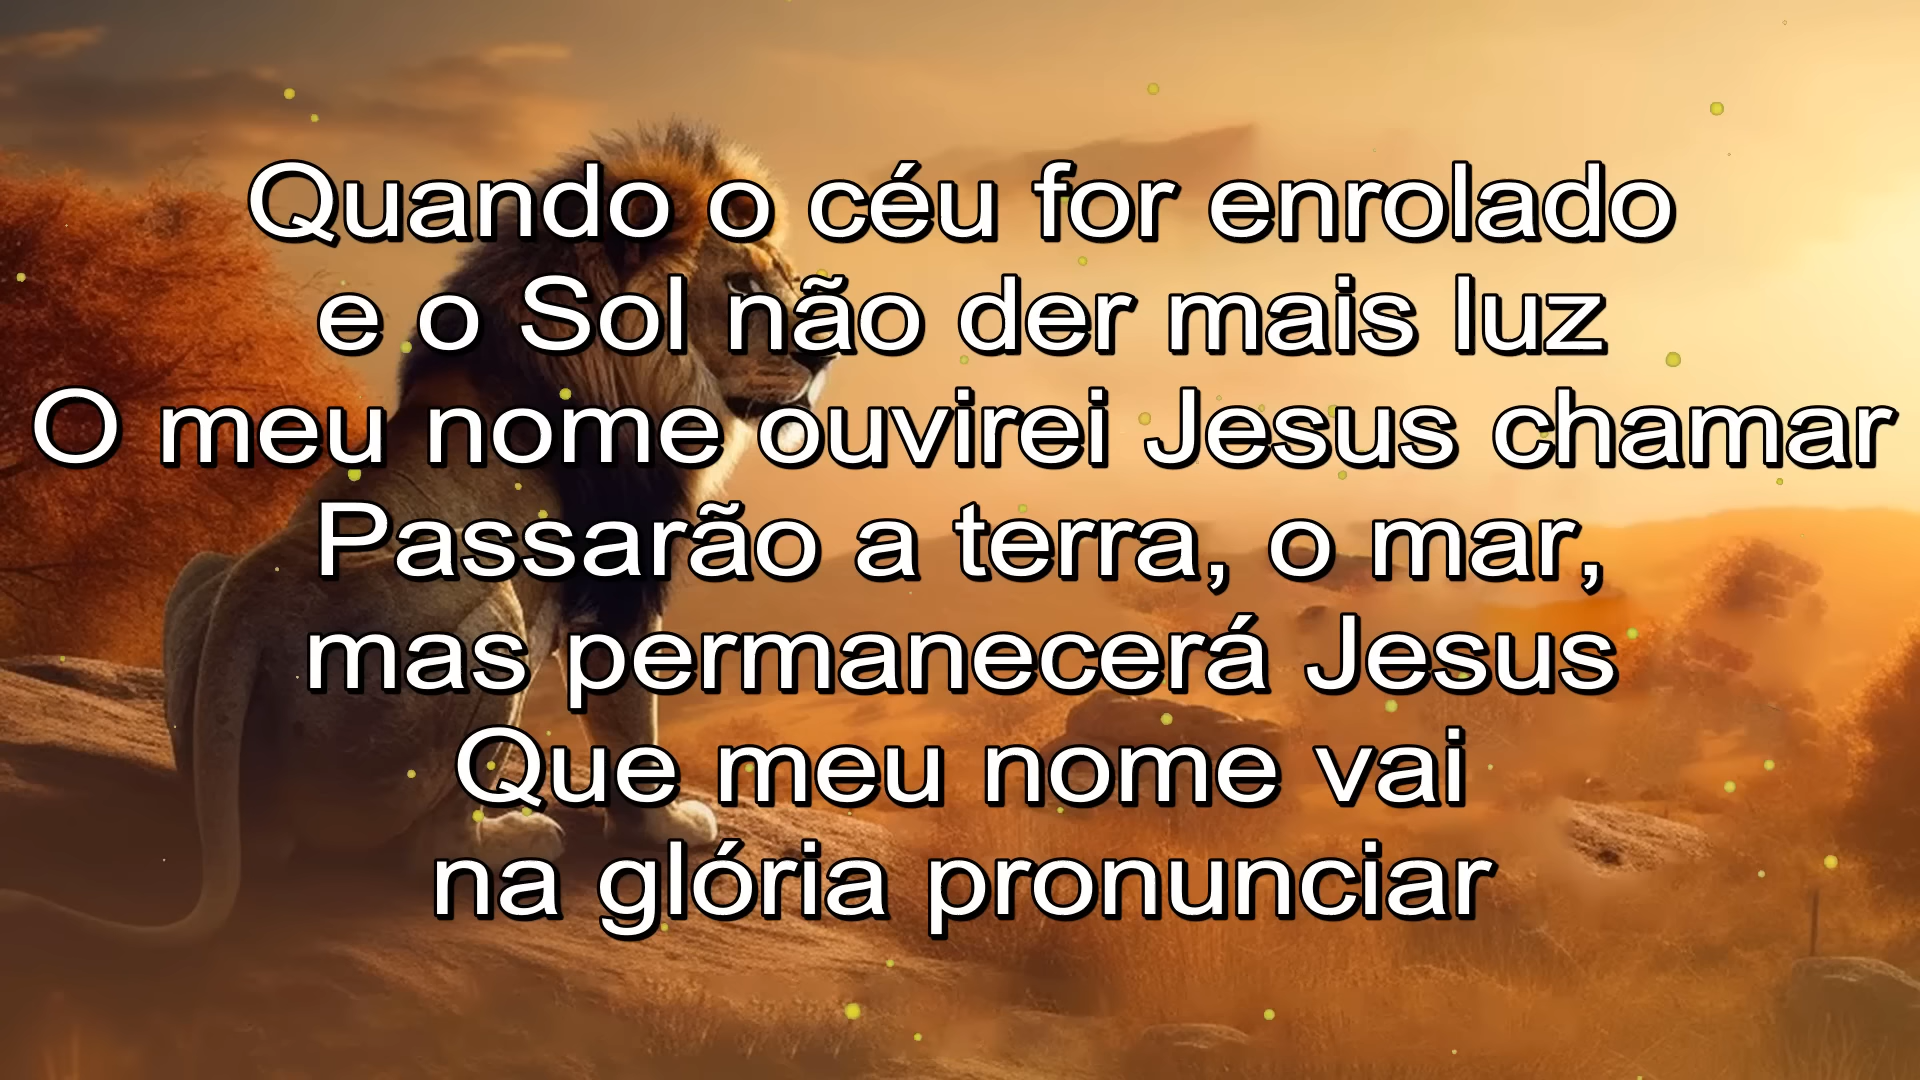 Quando o céu for enrolado
e o Sol não der mais luz
O meu nome ouvirei Jesus chamar
Passarão a terra, o mar,
mas permanecerá Jesus
Que meu nome vai
na glória pronunciar